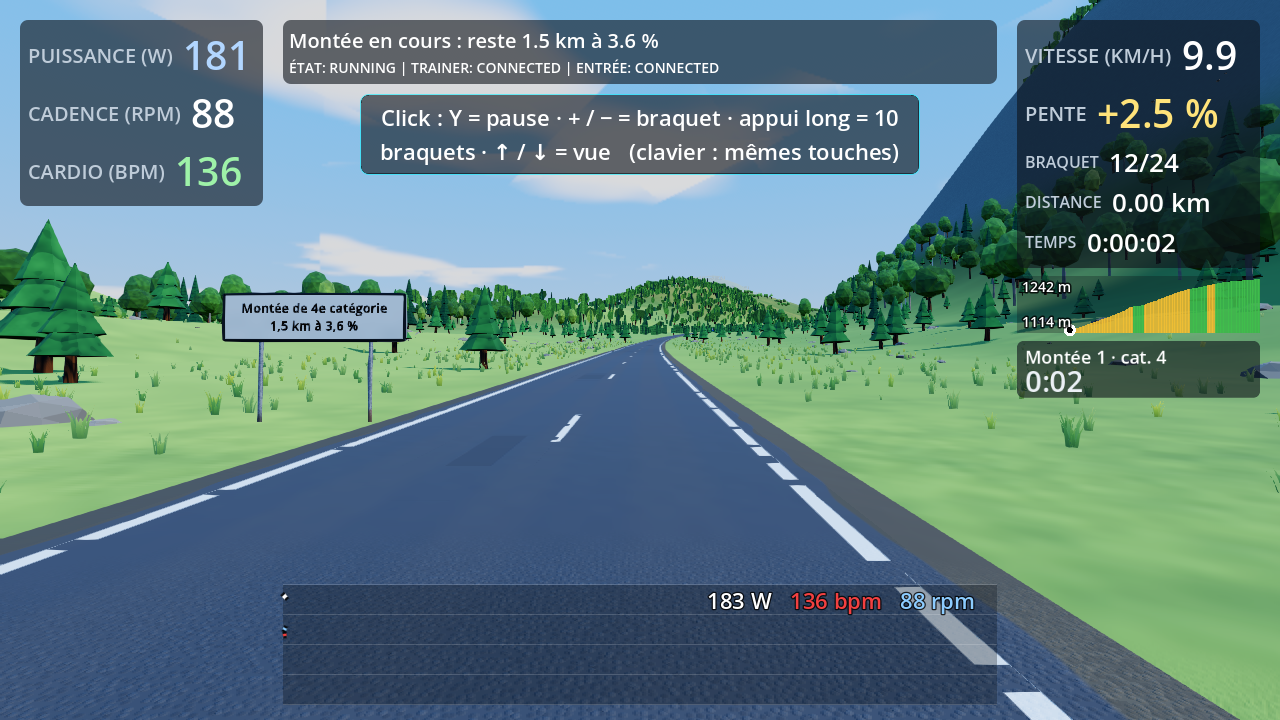 PUISSANCE (W) 181
CADENCE (RPM) 88
CARDIO (BPM) 136
Montée en cours : reste 1.5 km à 3.6 %
ÉTAT: RUNNING | TRAINER: CONNECTED | ENTRÉE: CONNECTED
Click : Y = pause · + / − = braquet · appui long = 10
braquets · ↑ / ↓ = vue (clavier : mêmes touches)
VITESSE (KM/H) 9.9
PENTE +2.5 %
BRAQUET 12/24
DISTANCE 0.00 km
TEMPS 0:00:02
1242 m
1114 m
Montée 1 · cat. 4
0:02
Montée de 4e catégorie
1,5 km à 3,6 %
183 W 136 bpm 88 rpm